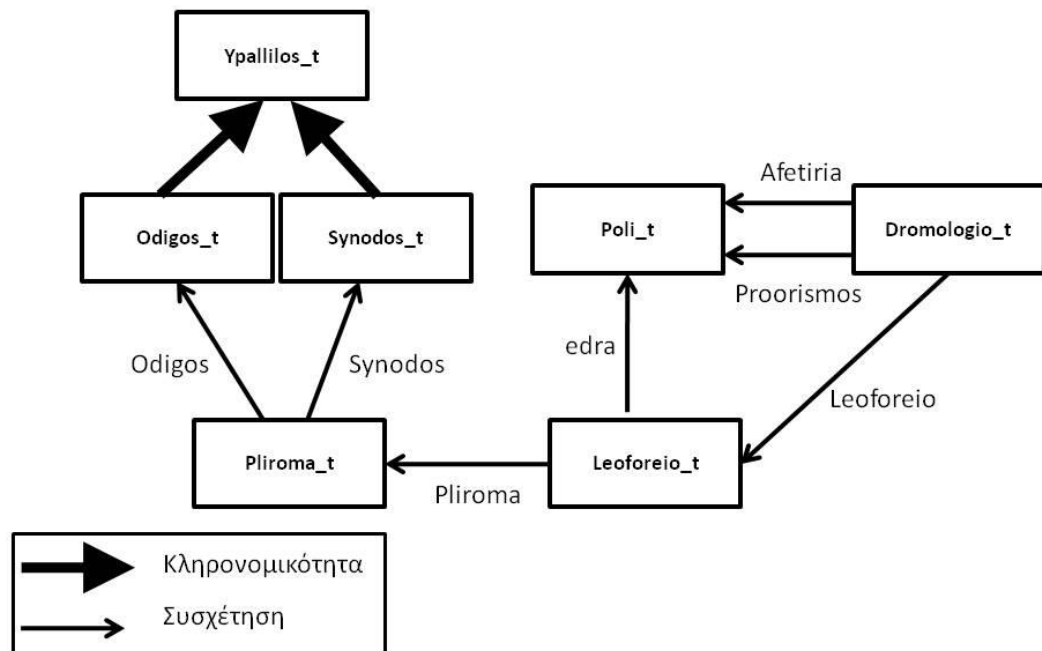 Ypallilos_t
Odigos_t
Synodos_t
Poli_t
Afetiria
Dromologio_t
Proorismos
Odigos
Synodos
edra
Leoforeio
Pliroma_t
Pliroma
Leoforeio_t
Κληρονομικότητα
Συσχέτηση